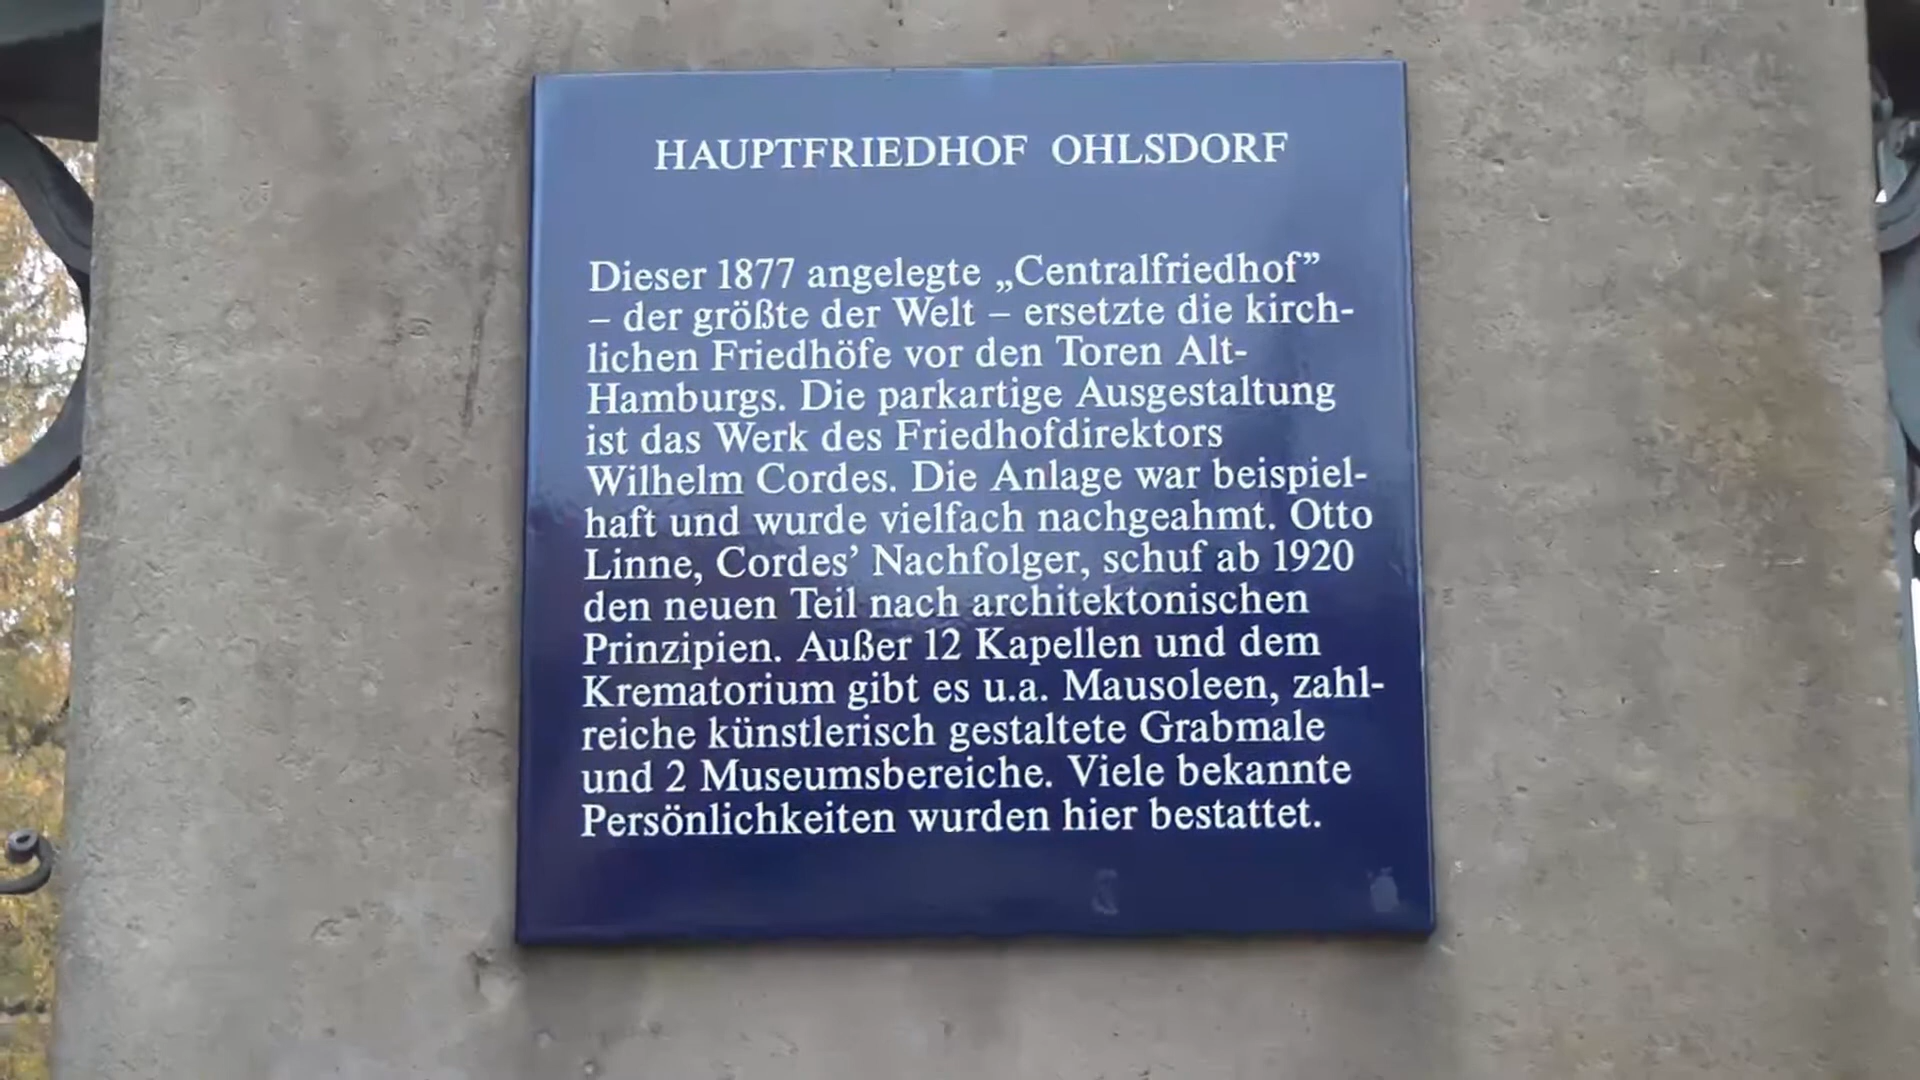 HAUPTFRIEDHOF OHLSDORF
Dieser 1877 angelegte „Centralfriedhof”
– der größte der Welt – ersetzte die kirch-
lichen Friedhöfe vor den Toren Alt-
Hamburgs. Die parkartige Ausgestaltung
ist das Werk des Friedhofdirektors
Wilhelm Cordes. Die Anlage war beispiel-
haft und wurde vielfach nachgeahmt. Otto
Linne, Cordes’ Nachfolger, schuf ab 1920
den neuen Teil nach architektonischen
Prinzipien. Außer 12 Kapellen und dem
Krematorium gibt es u.a. Mausoleen, zahl-
reiche künstlerisch gestaltete Grabmale
und 2 Museumsbereiche. Viele bekannte
Persönlichkeiten wurden hier bestattet.